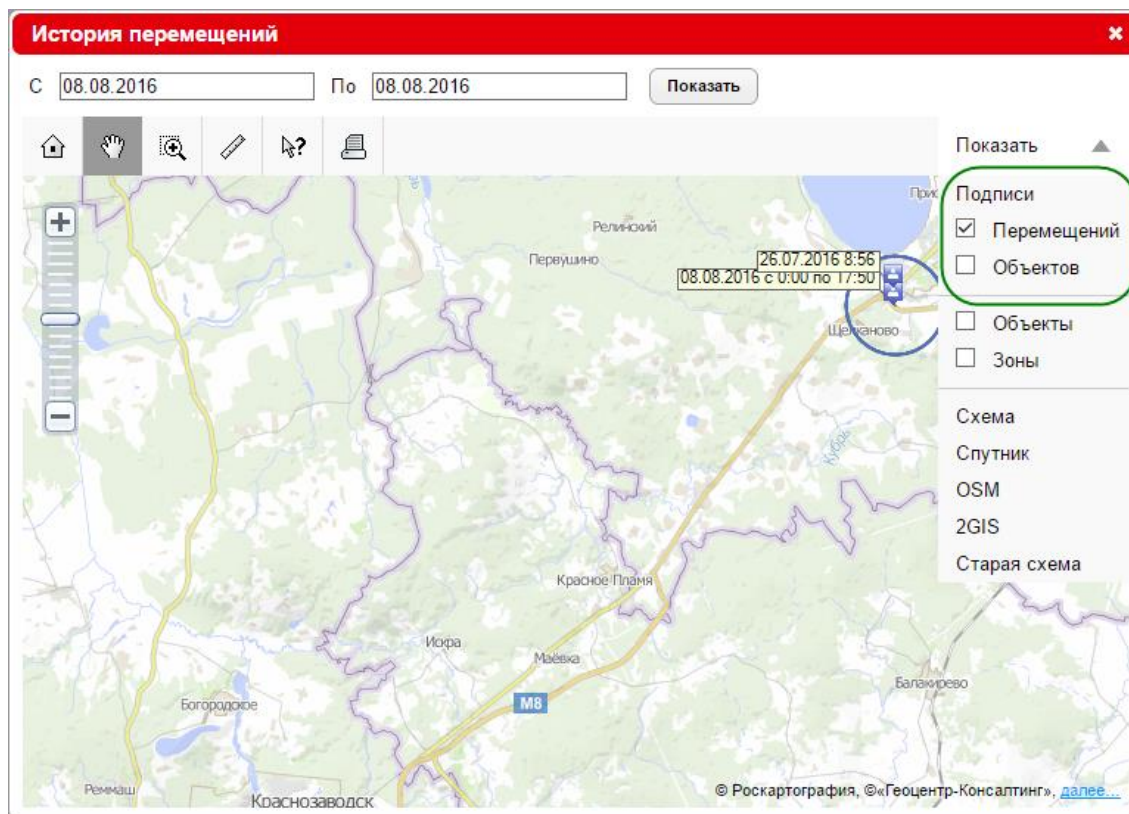 История перемещений
С 08.08.2016 По 08.08.2016 Показать
Показать
Подписи
Перемещений
Объектов
Объекты
Зоны
Схема
Спутник
OSM
2GIS
Старая схема
Релинский
Первушино
26.07.2016 8:56
08.08.2016 с 0:00 по 17:50
Щелканово
Кубрь
Красное Пламя
Искра
Маёвка
М8
Балакирево
Богородское
Реммаш
Краснозаводск
© Роскартография, ©«Геоцентр-Консалтинг», далее...